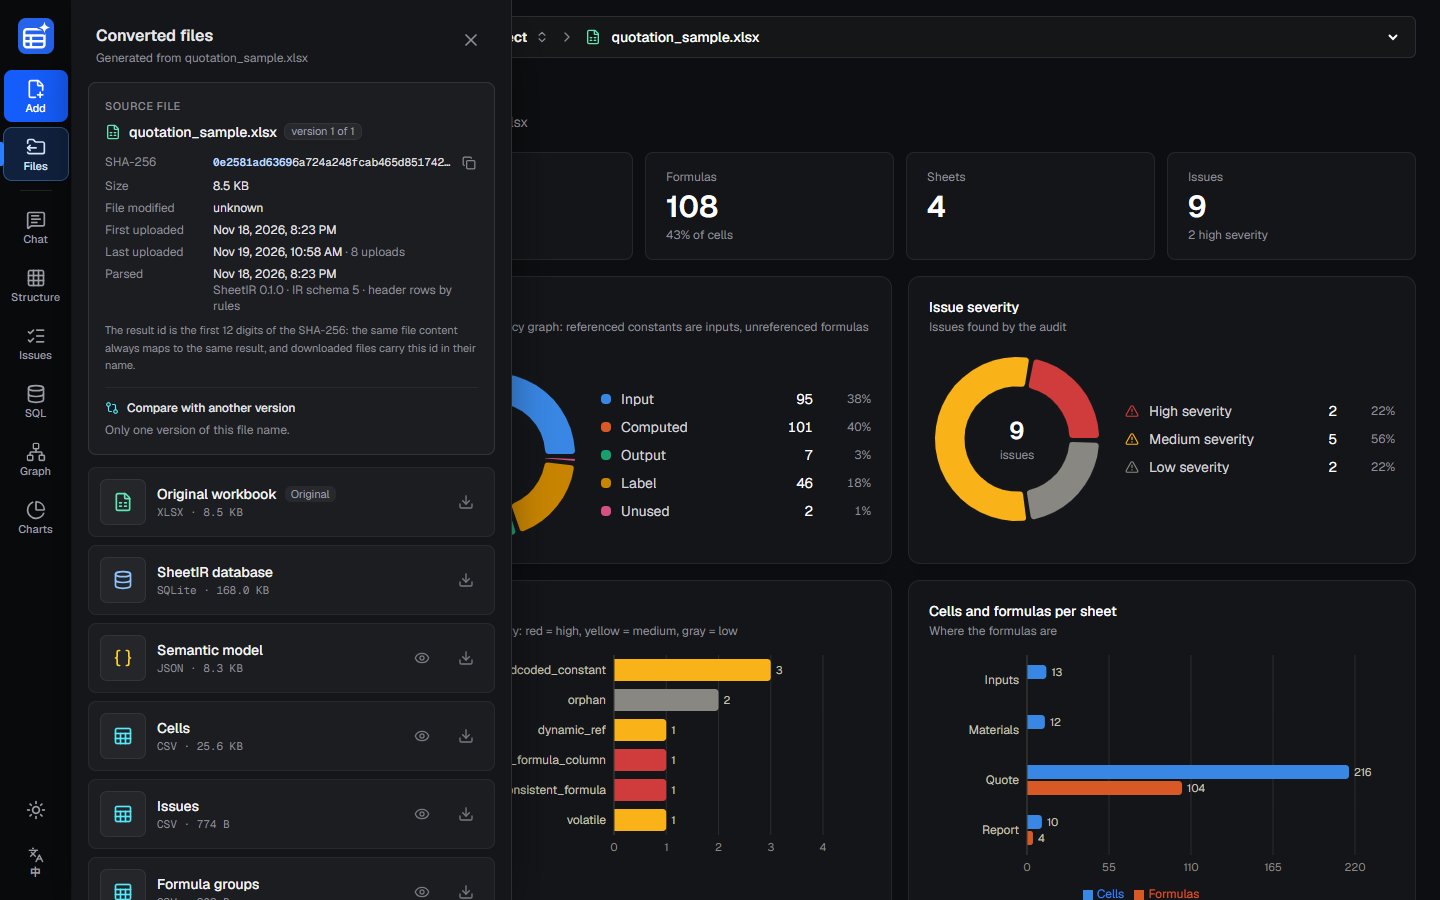 Add
Files
Chat
Structure
Issues
SQL
Graph
Charts
中
Converted files
Generated from quotation_sample.xlsx
SOURCE FILE
quotation_sample.xlsx version 1 of 1
SHA-256 0e2581ad63696a724a248fcab465d851742…
Size 8.5 KB
File modified unknown
First uploaded Nov 18, 2026, 8:23 PM
Last uploaded Nov 19, 2026, 10:58 AM · 8 uploads
Parsed Nov 18, 2026, 8:23 PM
SheetIR 0.1.0 · IR schema 5 · header rows by
rules
The result id is the first 12 digits of the SHA-256: the same file content
always maps to the same result, and downloaded files carry this id in their
name.
Compare with another version
Only one version of this file name.
Original workbook Original
XLSX · 8.5 KB
SheetIR database
SQLite · 168.0 KB
Semantic model
JSON · 8.3 KB
Cells
CSV · 25.6 KB
Issues
CSV · 774 B
Formula groups
ect
quotation_sample.xlsx
lsx
Formulas
108
43% of cells
Sheets
4
Issues
9
2 high severity
cy graph: referenced constants are inputs, unreferenced formulas
Input 95 38%
Computed 101 40%
Output 7 3%
Label 46 18%
Unused 2 1%
Issue severity
Issues found by the audit
9
issues
High severity 2 22%
Medium severity 5 56%
Low severity 2 22%
y: red = high, yellow = medium, gray = low
dcoded_constant 3
orphan 2
dynamic_ref 1
_formula_column 1
onsistent_formula 1
volatile 1
0 1 2 3 4
Cells and formulas per sheet
Where the formulas are
Inputs 13
Materials 12
Quote 216
104
Report 10
4
0 55 110 165 220
Cells Formulas